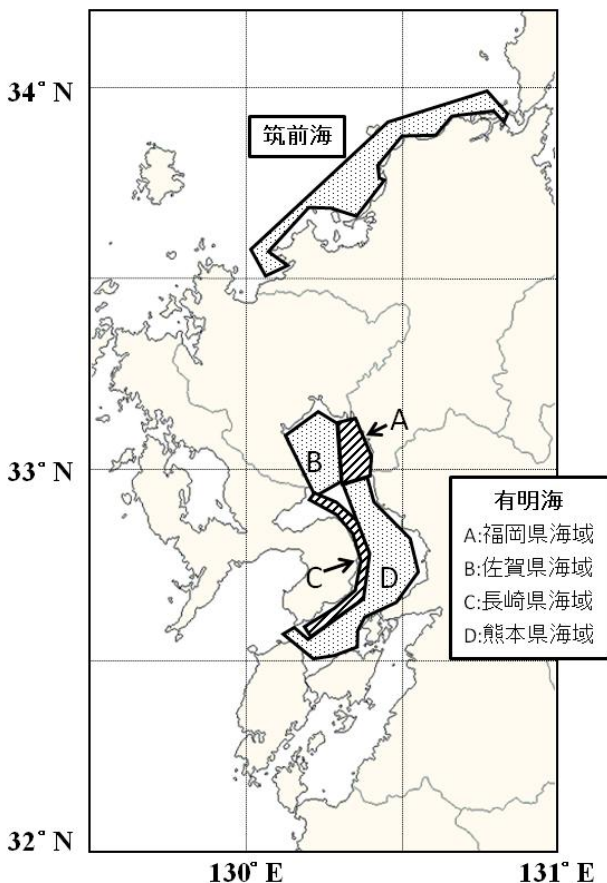 34° N
筑前海
33° N
A
B
C
D
有明海
A:福岡県海域
B:佐賀県海域
C:長崎県海域
D:熊本県海域
32° N
130° E
131° E